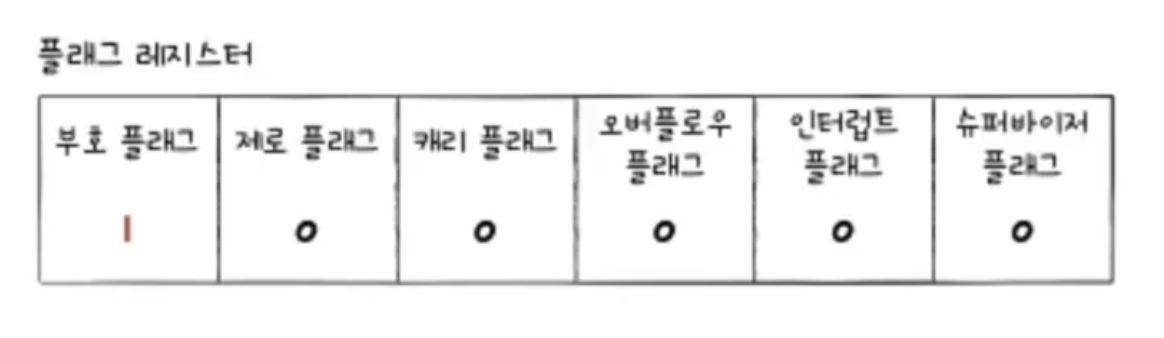 플래그 레지스터
부호 플래그
제로 플래그
캐리 플래그
오버플로우
플래그
인터럽트
플래그
슈퍼바이저
플래그
1
0
0
0
0
0